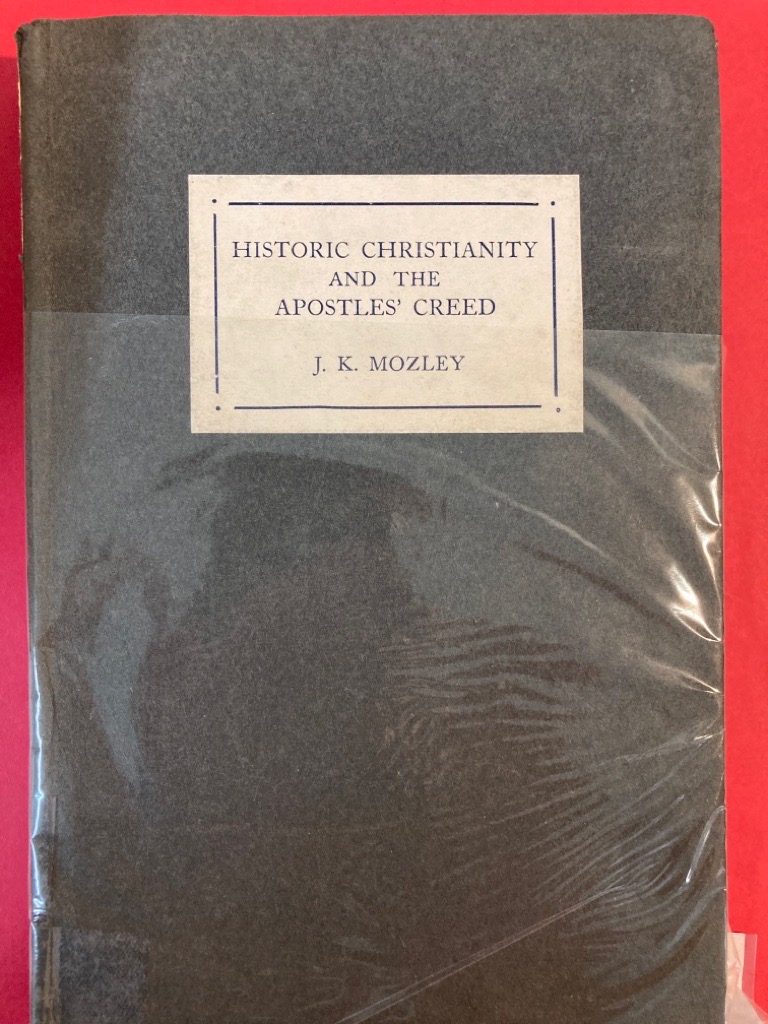 HISTORIC CHRISTIANITY
AND THE
APOSTLES' CREED
J. K. MOZLEY